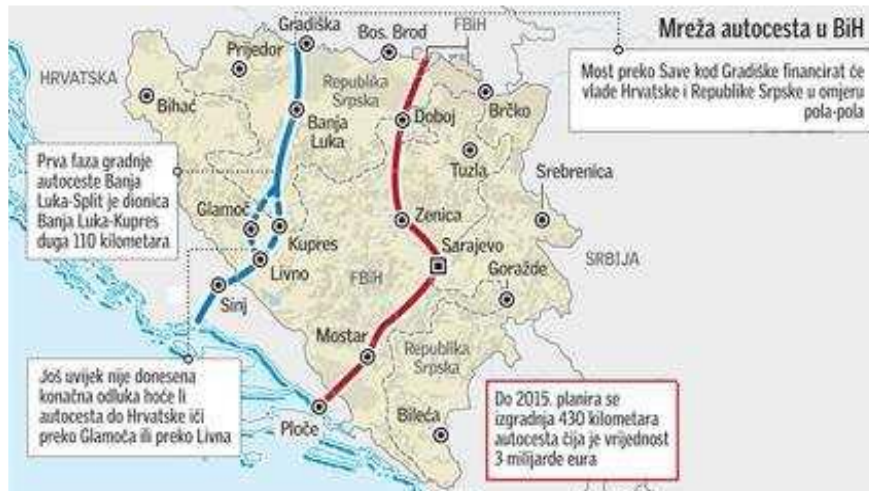 Mreža autocesta u BiH
Most preko Save kod Gradiške financirat će
vlade Hrvatske i Republike Srpske u omjeru
pola-pola
Gradiška
Bos. Brod
FBiH
Prijedor
HRVATSKA
Republika
Srpska
Bihać
Banja
Luka
Doboj
Brčko
Tuzla
Srebrenica
Prva faza gradnje
autoceste Banja
Luka-Split je dionica
Banja Luka-Kupres
duga 110 kilometara
Glamoč
Kupres
Zenica
Sarajevo
Livno
FBiH
Goražde
SRBIJA
Sinj
Mostar
Republika
Srpska
Još uvijek nije donesena
konačna odluka hoće li
autocesta do Hrvatske iči
preko Glamoča ili preko Livna
Ploče
Bileća
Do 2015. planira se
izgradnja 430 kilometara
autocesta čija je vrijednost
3 milijarde eura